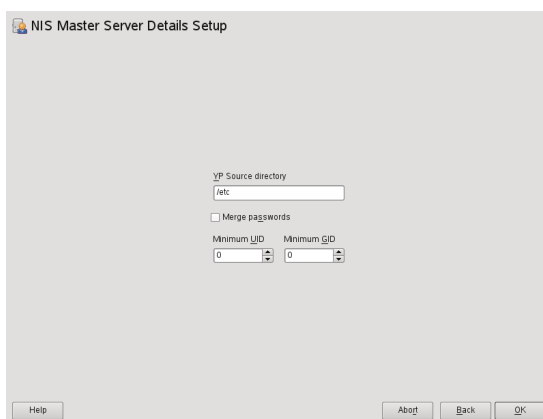 NIS Master Server Details Setup
YP Source directory
/etc
Merge passwords
Minimum UID Minimum GID
0 0
Help Abort Back OK